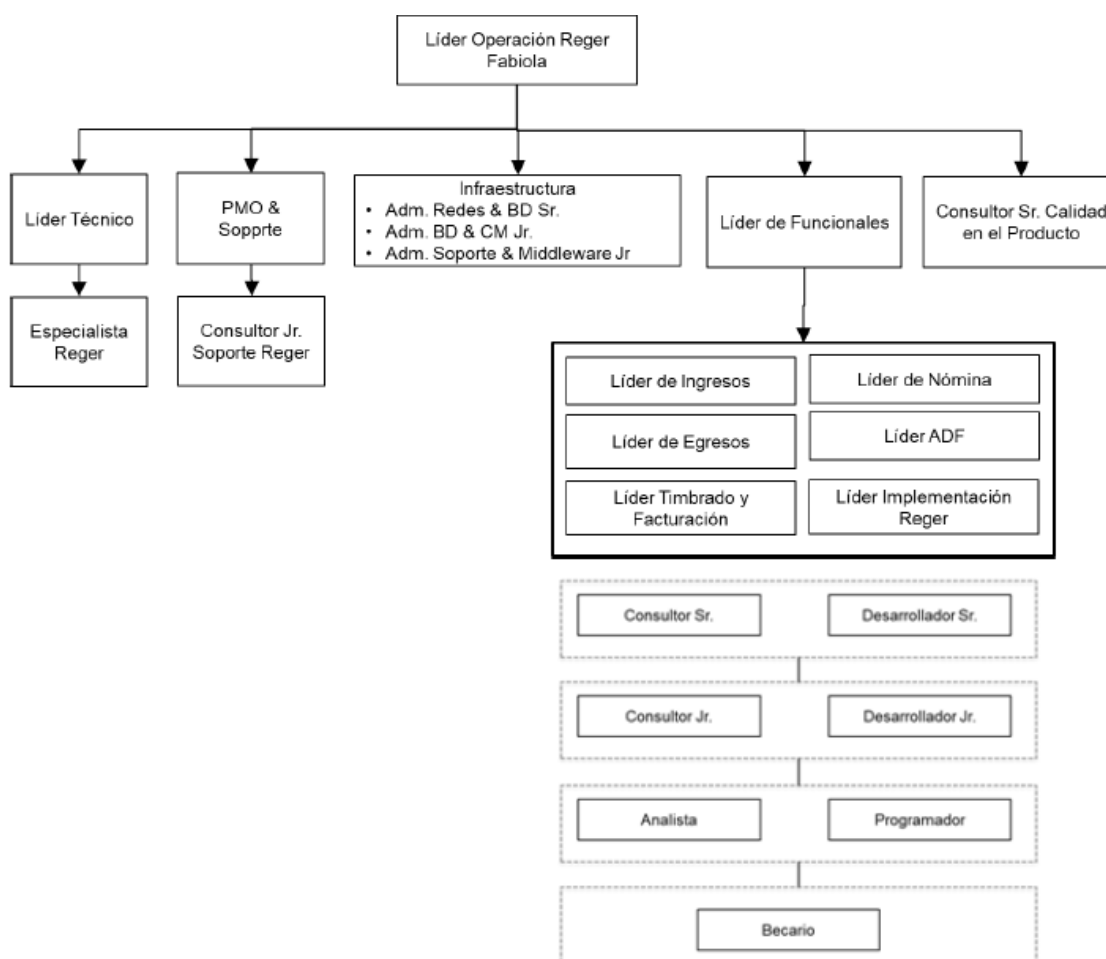 Líder Operación Reger
Fabiola
Líder Técnico
PMO &
Sopprte
Infraestructura
• Adm. Redes & BD Sr.
• Adm. BD & CM Jr.
• Adm. Soporte & Middleware Jr
Líder de Funcionales
Consultor Sr. Calidad
en el Producto
Especialista
Reger
Consultor Jr.
Soporte Reger
Líder de Ingresos
Líder de Nómina
Líder de Egresos
Líder ADF
Líder Timbrado y
Facturación
Líder Implementación
Reger
Consultor Sr.
Desarrollador Sr.
Consultor Jr.
Desarrollador Jr.
Analista
Programador
Becario